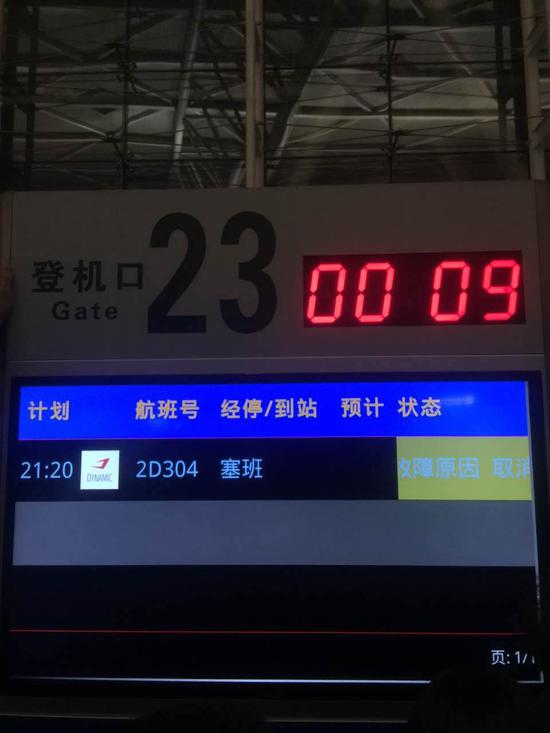 登机口
Gate
23
00 09
计划 航班号 经停/到站 预计 状态
21:20 DYNAMIC 2D304 塞班 故障原因 取消
页: 1/1